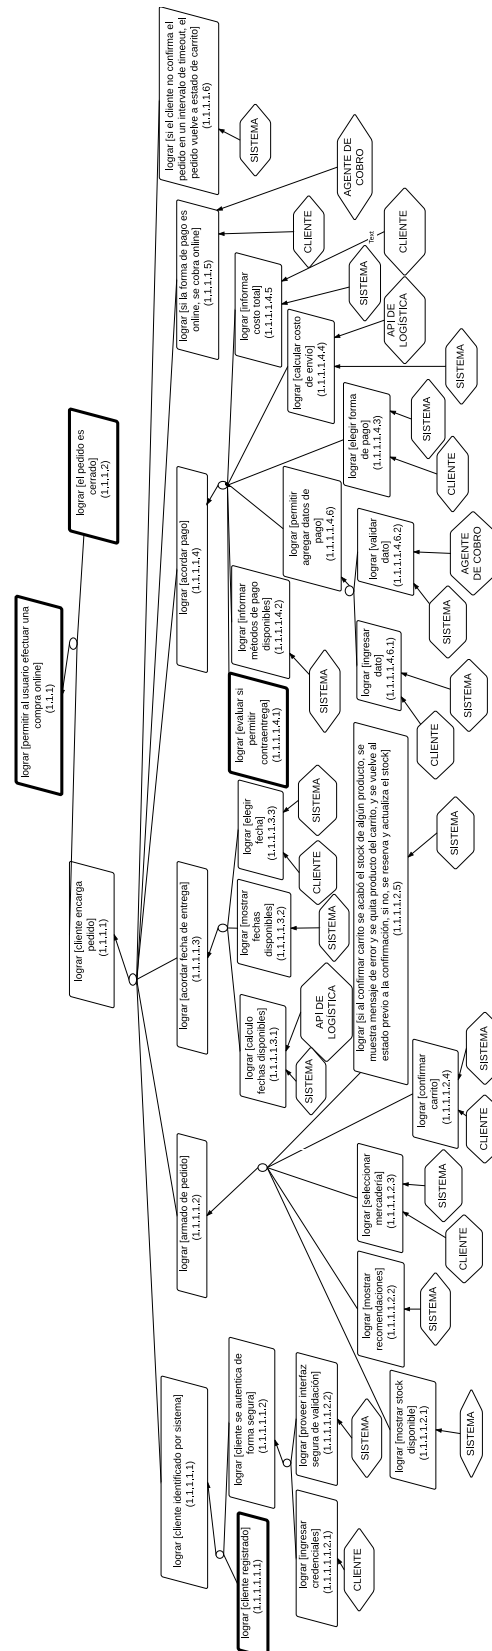 lograr [permitir al usuario efectuar una
compra online]
(1.1.1)
lograr [cliente encarga
pedido]
(1.1.1.1)
lograr [el pedido es
cerrado]
(1.1.1.2)
lograr [cliente identificado por sistema]
(1.1.1.1.1)
lograr [armado de pedido]
(1.1.1.1.2)
lograr [acordar fecha de entrega]
(1.1.1.1.3)
lograr [acordar pago]
(1.1.1.1.4)
lograr [si la forma de pago es
online, se cobra online]
(1.1.1.1.5)
lograr [si el cliente no confirma el
pedido en un intervalo de timeout, el
pedido vuelve a estado de carrito]
(1.1.1.1.6)
SISTEMA
AGENTE DE
COBRO
CLIENTE
lograr [cliente registrado]
(1.1.1.1.1.1)
lograr [cliente se autentica de
forma segura]
(1.1.1.1.1.2)
lograr [ingresar
credenciales]
(1.1.1.1.1.2.1)
CLIENTE
lograr [proveer interfaz
segura de validación]
(1.1.1.1.1.2.2)
SISTEMA
lograr [mostrar stock
disponible]
(1.1.1.1.2.1)
SISTEMA
lograr [mostrar
recomendaciones]
(1.1.1.1.2.2)
SISTEMA
lograr [seleccionar
mercadería]
(1.1.1.1.2.3)
CLIENTE
SISTEMA
lograr [confirmar
carrito]
(1.1.1.1.2.4)
CLIENTE
SISTEMA
lograr [si al confirmar carrito se acabó el stock de algún producto, se
muestra mensaje de error y se quita producto del carrito, y se vuelve al
estado previo a la confirmación, si no, se reserva y actualiza el stock]
(1.1.1.1.2.5)
SISTEMA
lograr [calculo
fechas disponibles]
(1.1.1.1.3.1)
SISTEMA
API DE
LOGÍSTICA
lograr [mostrar
fechas
disponibles]
(1.1.1.1.3.2)
SISTEMA
lograr [elegir
fecha]
(1.1.1.1.3.3)
CLIENTE
SISTEMA
lograr [evaluar si
permitir
contraentrega]
(1.1.1.1.4.1)
lograr [informar
métodos de pago
disponibles]
(1.1.1.1.4.2)
SISTEMA
lograr [permitir
agregar datos de
pago]
(1.1.1.1.4.6)
lograr [ingresar
dato]
(1.1.1.1.4.6.1)
CLIENTE
SISTEMA
lograr [validar
dato]
(1.1.1.1.4.6.2)
SISTEMA
AGENTE
DE COBRO
lograr [elegir forma
de pago]
(1.1.1.1.4.3)
CLIENTE
SISTEMA
lograr [calcular costo
de envío]
(1.1.1.1.4.4)
SISTEMA
API DE
LOGÍSTICA
lograr [informar
costo total]
(1.1.1.1.4.5
SISTEMA
Text
CLIENTE